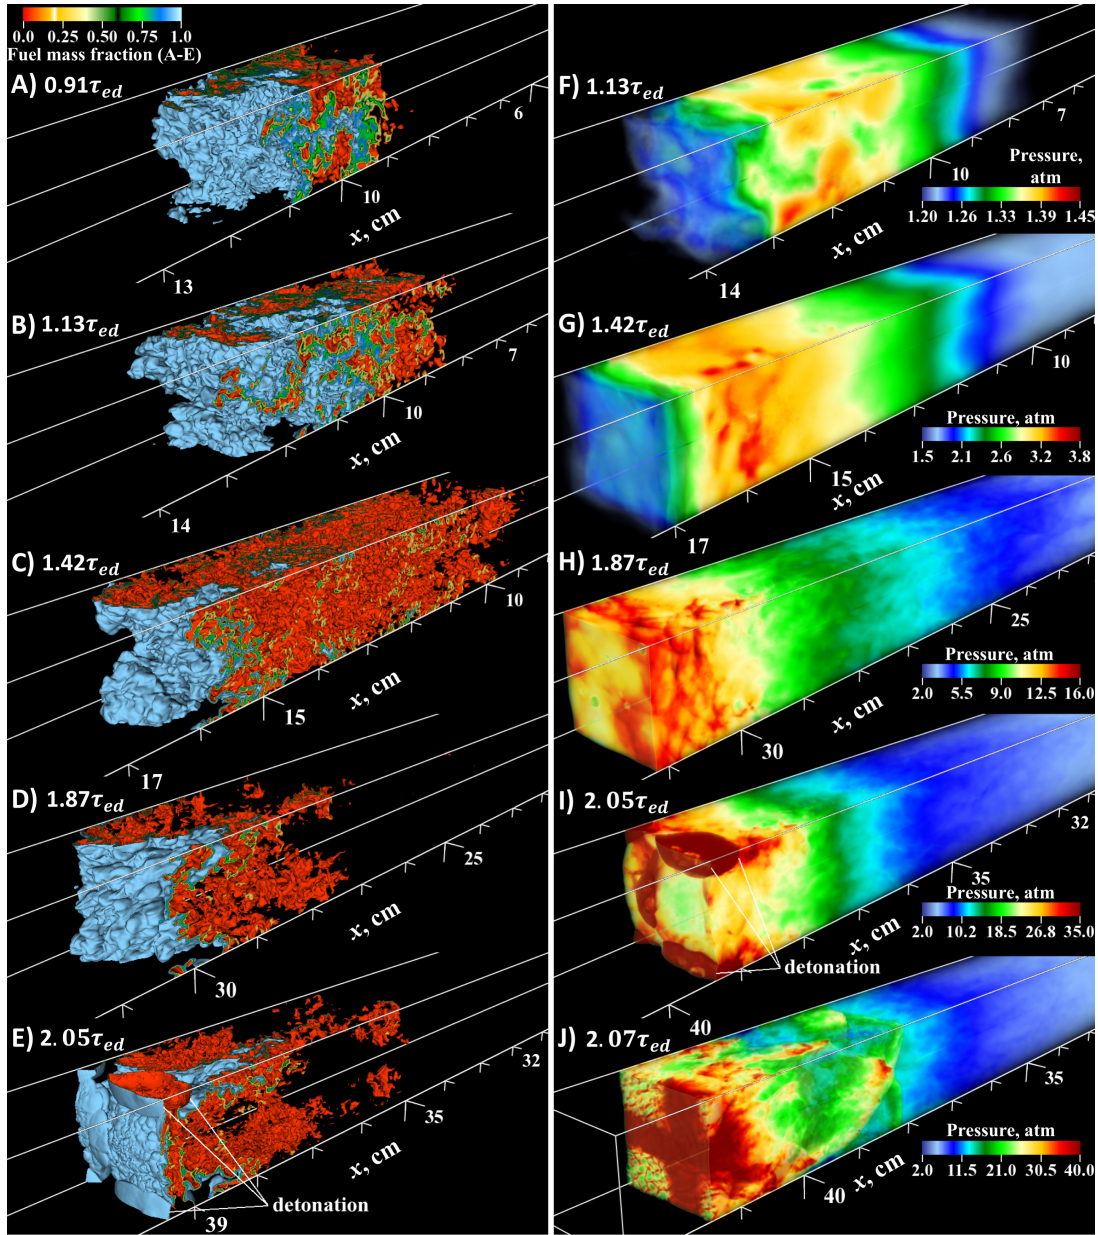 0.0 0.25 0.50 0.75 1.0
Fuel mass fraction (A-E)
A) 0.91τed
6
10
x, cm
13
B) 1.13τed
7
10
x, cm
14
C) 1.42τed
10
x, cm
15
17
D) 1.87τed
25
x, cm
30
E) 2.05τed
32
35
x, cm
detonation
39
F) 1.13τed
7
Pressure,
atm
10
1.20 1.26 1.33 1.39 1.45
x, cm
14
G) 1.42τed
10
Pressure, atm
1.5 2.1 2.6 3.2 3.8
15
x, cm
17
H) 1.87τed
25
Pressure, atm
2.0 5.5 9.0 12.5 16.0
x, cm
30
I) 2.05τed
32
35
Pressure, atm
2.0 10.2 18.5 26.8 35.0
x, cm
detonation
40
J) 2.07τed
35
Pressure, atm
2.0 11.5 21.0 30.5 40.0
x, cm
40